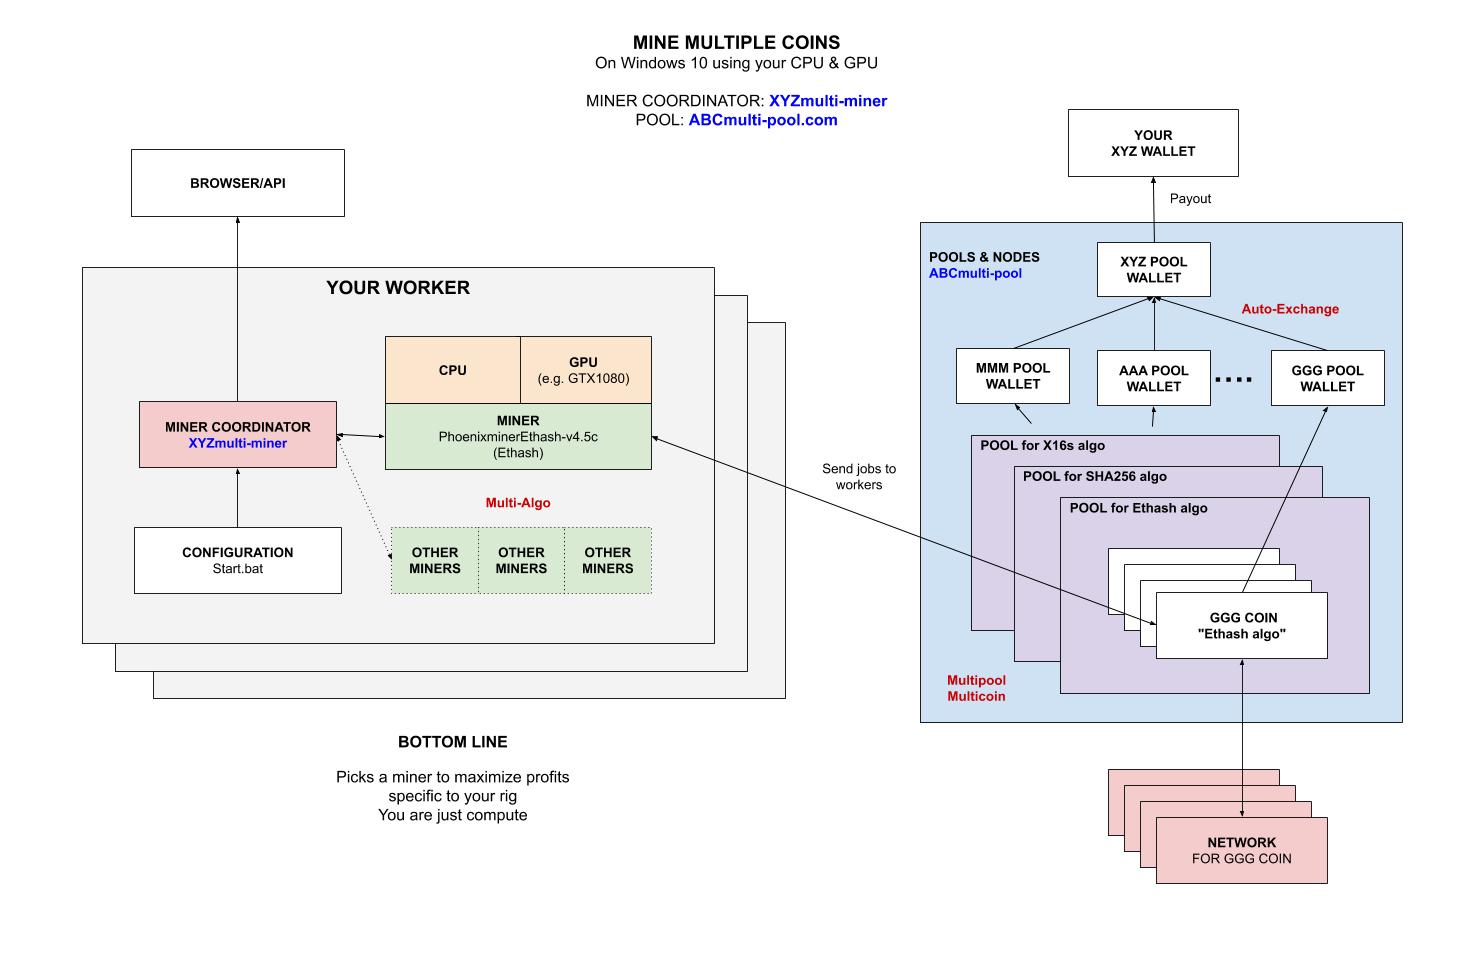 MINE MULTIPLE COINS
On Windows 10 using your CPU & GPU
MINER COORDINATOR: XYZmulti-miner
POOL: ABCmulti-pool.com
BROWSER/API
YOUR WORKER
CPU
GPU
(e.g. GTX1080)
MINER COORDINATOR
XYZmulti-miner
MINER
PhoenixminerEthash-v4.5c
(Ethash)
Multi-Algo
CONFIGURATION
Start.bat
OTHER
MINERS
OTHER
MINERS
OTHER
MINERS
BOTTOM LINE
Picks a miner to maximize profits
specific to your rig
You are just compute
Send jobs to
workers
YOUR
XYZ WALLET
Payout
POOLS & NODES
ABCmulti-pool
XYZ POOL
WALLET
Auto-Exchange
MMM POOL
WALLET
AAA POOL
WALLET
....
GGG POOL
WALLET
POOL for X16s algo
POOL for SHA256 algo
POOL for Ethash algo
GGG COIN
"Ethash algo"
Multipool
Multicoin
NETWORK
FOR GGG COIN